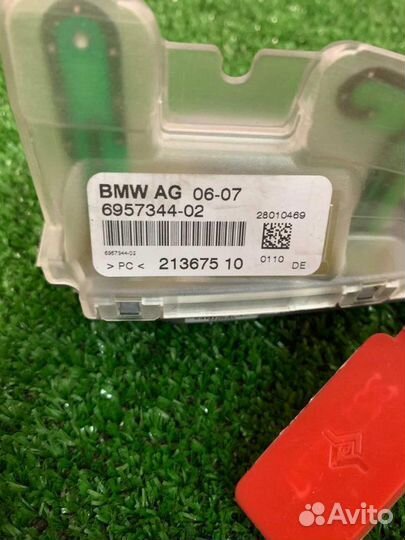 BMW AG 06-07
6957344-02
28010469
6957344-02
0110 DE
> PC < 213675 10
Avito